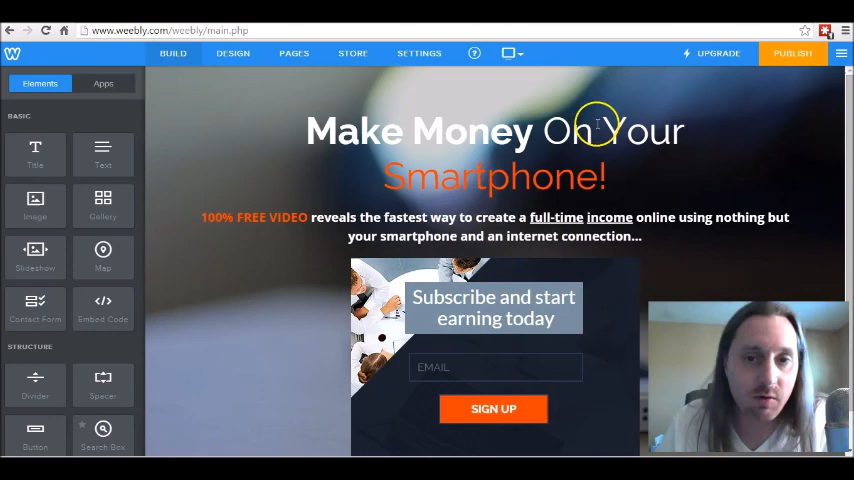 www.weebly.com/weebly/main.php
BUILD DESIGN PAGES STORE SETTINGS ? UPGRADE PUBLISH
Elements Apps
BASIC
Title Text
Image Gallery
Slideshow Map
Contact Form Embed Code
STRUCTURE
Divider Spacer
Button Search Box
Make Money On Your
Smartphone!
100% FREE VIDEO reveals the fastest way to create a full-time income online using nothing but
your smartphone and an internet connection...
Subscribe and start
earning today
EMAIL
SIGN UP